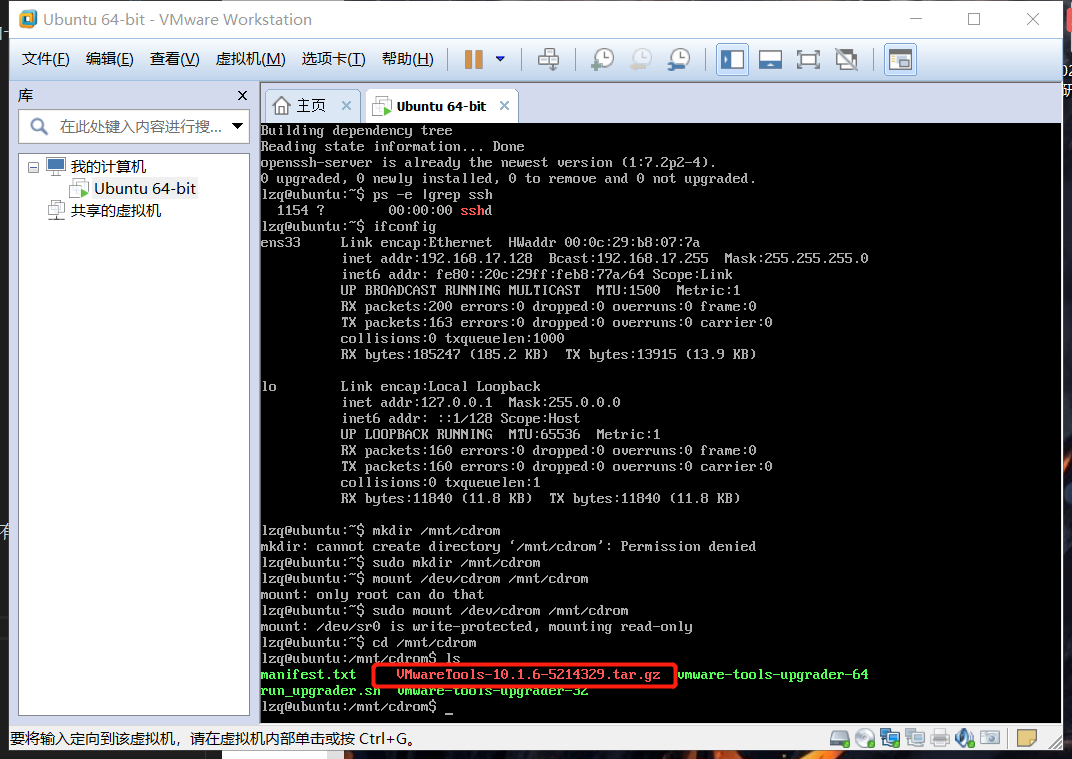 Ubuntu 64-bit - VMware Workstation
文件(F) 编辑(E) 查看(V) 虚拟机(M) 选项卡(T) 帮助(H)
库
在此处键入内容进行搜...
我的计算机
Ubuntu 64-bit
共享的虚拟机
主页 Ubuntu 64-bit
Building dependency tree
Reading state information... Done
openssh-server is already the newest version (1:7.2p2-4).
0 upgraded, 0 newly installed, 0 to remove and 0 not upgraded.
lzq@ubuntu:~$ ps -e |grep ssh
1154 ? 00:00:00 sshd
lzq@ubuntu:~$ ifconfig
ens33 Link encap:Ethernet HWaddr 00:0c:29:b8:07:7a
inet addr:192.168.17.128 Bcast:192.168.17.255 Mask:255.255.255.0
inet6 addr: fe80::20c:29ff:feb8:77a/64 Scope:Link
UP BROADCAST RUNNING MULTICAST MTU:1500 Metric:1
RX packets:200 errors:0 dropped:0 overruns:0 frame:0
TX packets:163 errors:0 dropped:0 overruns:0 carrier:0
collisions:0 txqueuelen:1000
RX bytes:185247 (185.2 KB) TX bytes:13915 (13.9 KB)
lo Link encap:Local Loopback
inet addr:127.0.0.1 Mask:255.0.0.0
inet6 addr: ::1/128 Scope:Host
UP LOOPBACK RUNNING MTU:65536 Metric:1
RX packets:160 errors:0 dropped:0 overruns:0 frame:0
TX packets:160 errors:0 dropped:0 overruns:0 carrier:0
collisions:0 txqueuelen:1
RX bytes:11840 (11.8 KB) TX bytes:11840 (11.8 KB)
lzq@ubuntu:~$ mkdir /mnt/cdrom
mkdir: cannot create directory ‘/mnt/cdrom’: Permission denied
lzq@ubuntu:~$ sudo mkdir /mnt/cdrom
lzq@ubuntu:~$ mount /dev/cdrom /mnt/cdrom
mount: only root can do that
lzq@ubuntu:~$ sudo mount /dev/cdrom /mnt/cdrom
mount: /dev/sr0 is write-protected, mounting read-only
lzq@ubuntu:~$ cd /mnt/cdrom
lzq@ubuntu:/mnt/cdrom$ ls
manifest.txt VMwareTools-10.1.6-5214329.tar.gz vmware-tools-upgrader-64
run_upgrader.sh vmware-tools-upgrader-32
lzq@ubuntu:/mnt/cdrom$ _
要将输入定向到该虚拟机，请在虚拟机内部单击或按 Ctrl+G。